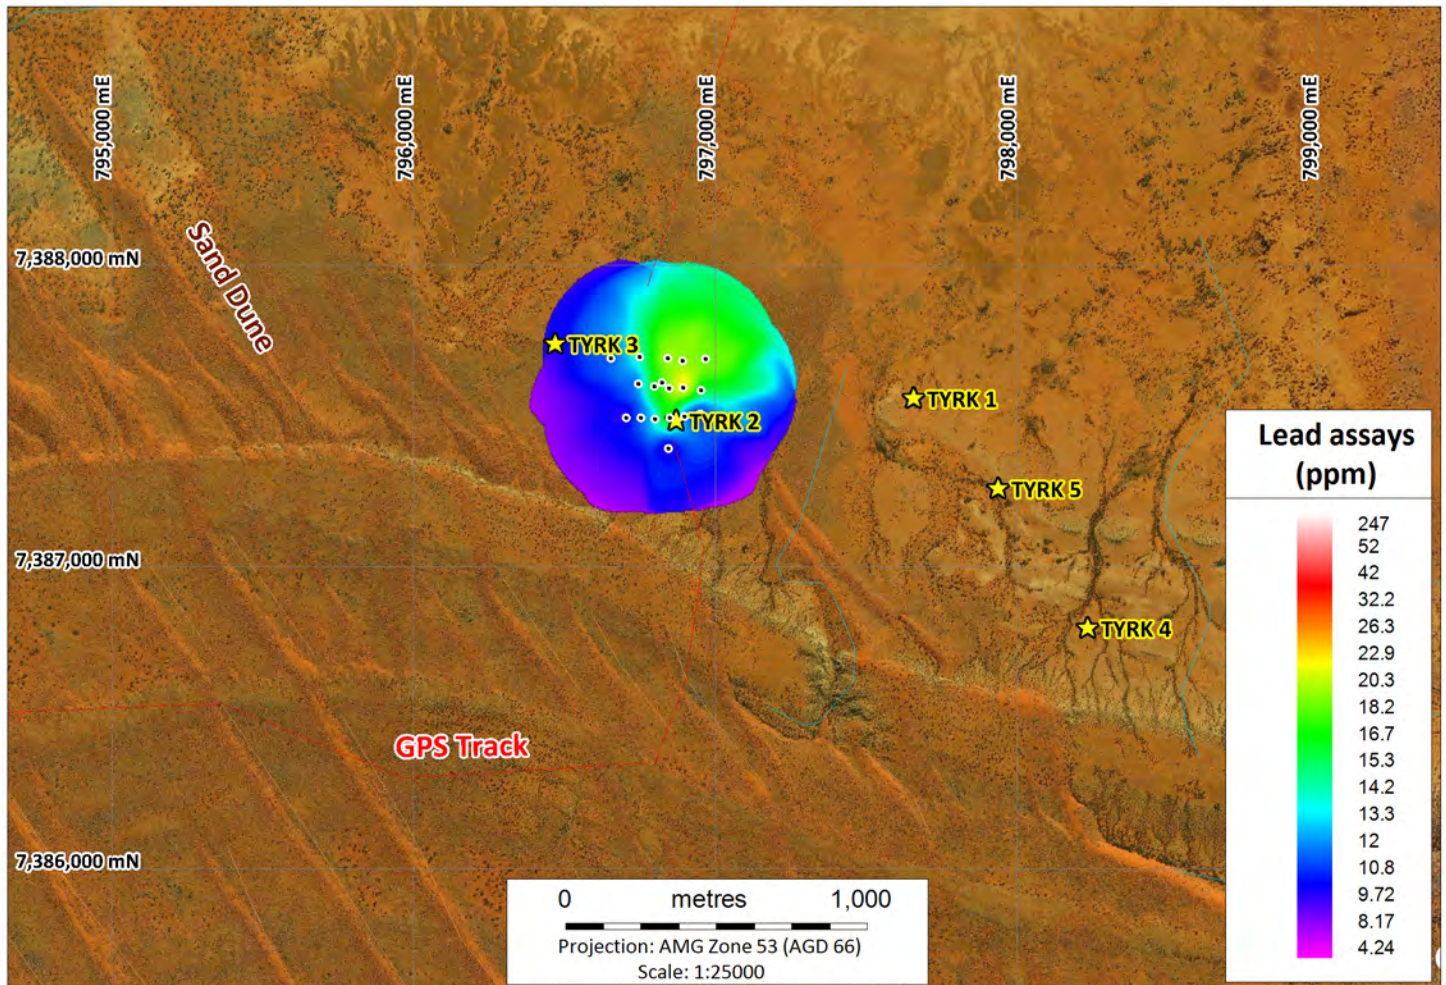 795,000 mE
796,000 mE
797,000 mE
798,000 mE
799,000 mE
Sand Dune
7,388,000 mN
TYRK 3
TYRK 1
TYRK 2
TYRK 5
7,387,000 mN
TYRK 4
GPS Track
7,386,000 mN
Lead assays
(ppm)
247
52
42
32.2
26.3
22.9
20.3
18.2
16.7
15.3
14.2
13.3
12
10.8
9.72
8.17
4.24
0 metres 1,000
Projection: AMG Zone 53 (AGD 66)
Scale: 1:25000